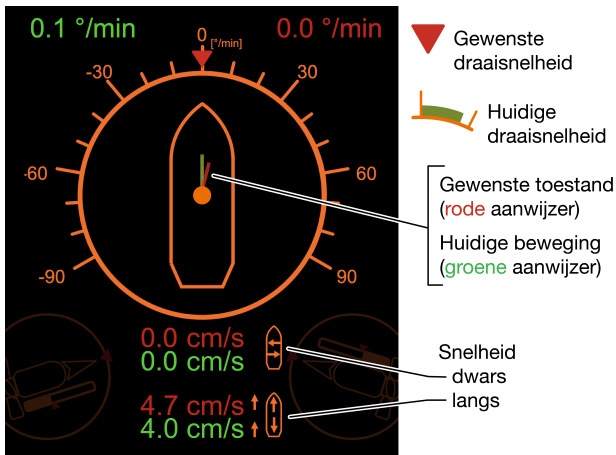 0.1 °/min
0.0 °/min
0
[°/min]
-30
30
-60
60
-90
90
0.0 cm/s
0.0 cm/s
4.7 cm/s
4.0 cm/s
Gewenste
draaisnelheid
Huidige
draaisnelheid
Gewenste toestand
(rode aanwijzer)
Huidige beweging
(groene aanwijzer)
Snelheid
dwars
langs